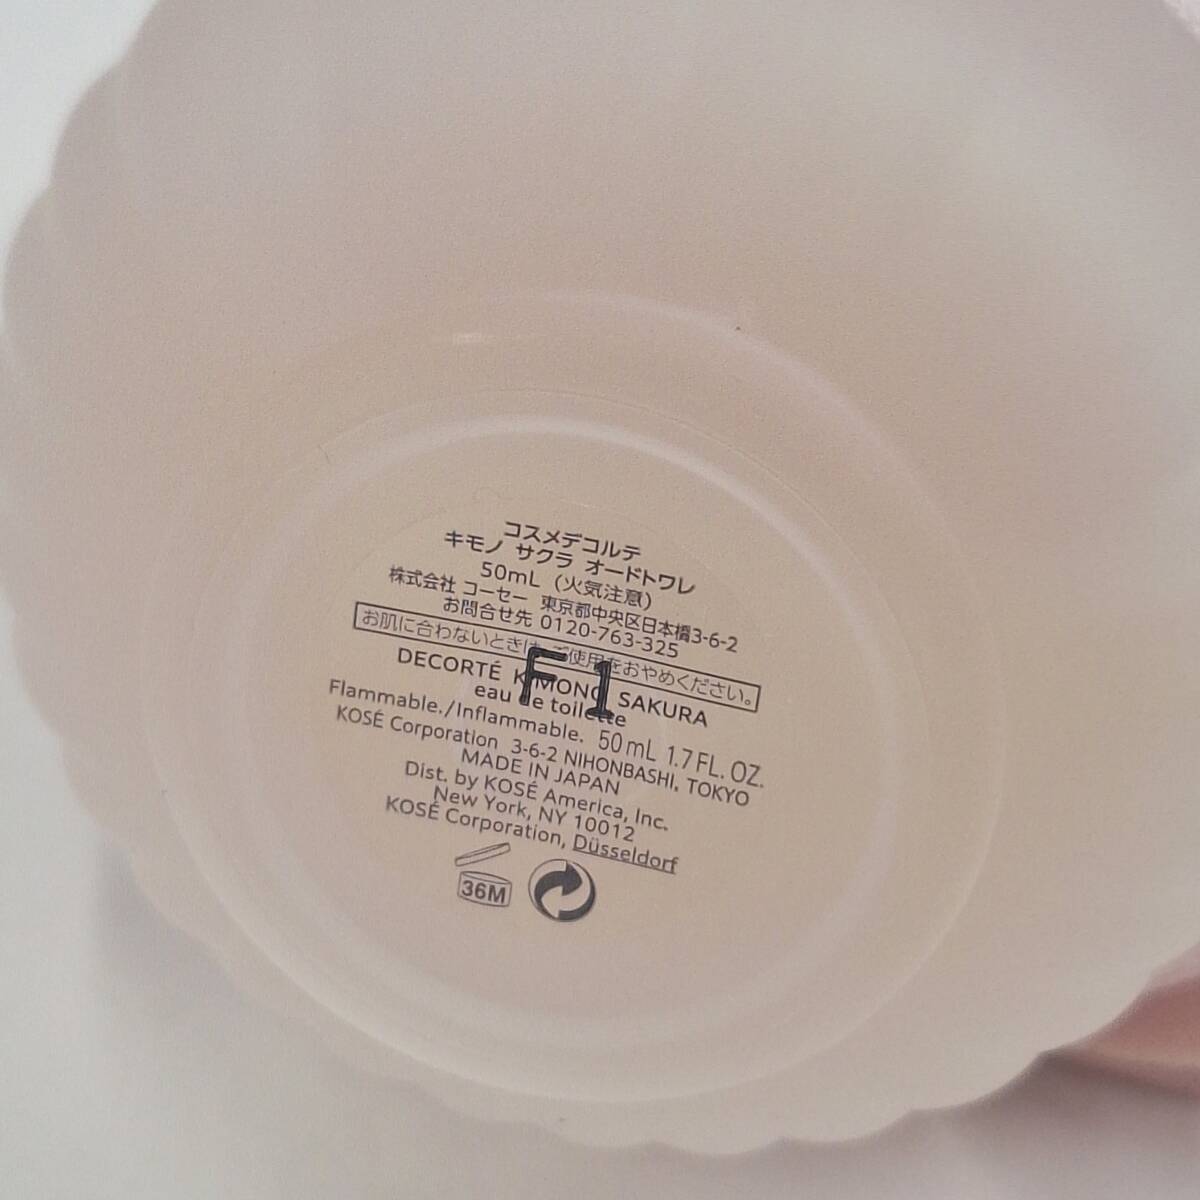 コスメデコルテ
キモノ サクラ オードトワレ
50mL (火気注意)
株式会社 コーセー 東京都中央区日本橋3-6-2
お問合せ先 0120-763-325
お肌に合わないときは、ご使用をおやめください。
DECORTÉ KIMONO SAKURA
eau de toilette
Flammable./Inflammable. 50mL 1.7FL. OZ.
KOSÉ Corporation 3-6-2 NIHONBASHI, TOKYO
MADE IN JAPAN
Dist. by KOSÉ America, Inc.
New York, NY 10012
KOSÉ Corporation, Düsseldorf
36M
F1